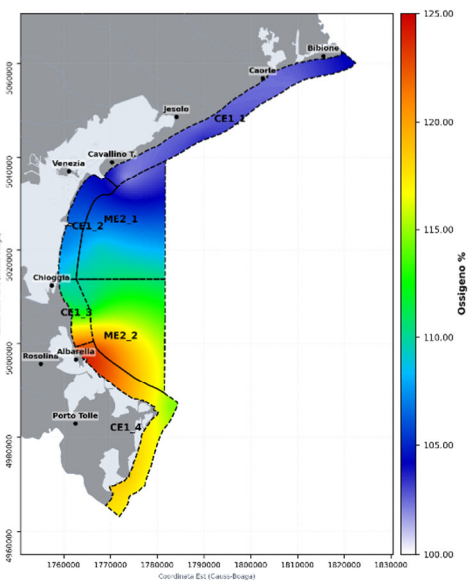 125.00
Bibione
Caorle
5060000
120.00
Jesolo
CE1_1
Cavallino T.
Venezia
5040000
115.00
ME2_1
CE1_2
5020000
Chioggia
Ossigeno %
110.00
CE1_3
ME2_2
5000000
Albarella
Rosolina
105.00
Porto Tolle
CE1_4
4980000
4960000
100.00
1760000 1770000 1780000 1790000 1800000 1810000 1820000 1830000
Coordinata Est (Gauss-Boaga)